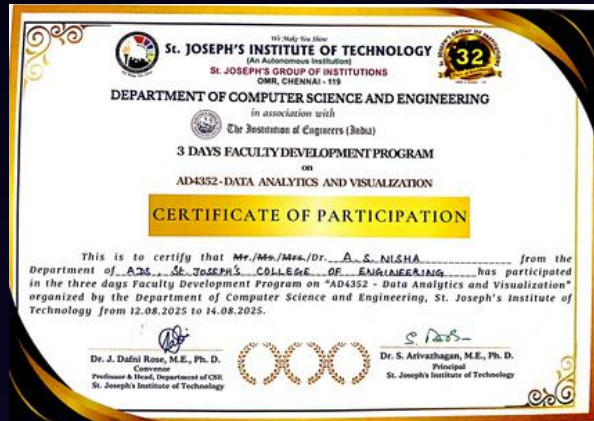 We Make You Shine
St. JOSEPH'S INSTITUTE OF TECHNOLOGY
(An Autonomous Institution)
St. JOSEPH'S GROUP OF INSTITUTIONS
OMR, CHENNAI - 119
32
DEPARTMENT OF COMPUTER SCIENCE AND ENGINEERING
in association with
The Institution of Engineers (India)
3 DAYS FACULTY DEVELOPMENT PROGRAM
on
AD4352 - DATA ANALYTICS AND VISUALIZATION
CERTIFICATE OF PARTICIPATION
This is to certify that Mr./Ms./Mrs./Dr. A.S. NISHA from the
Department of ADS, St. JOSEPH'S COLLEGE OF ENGINEERING has participated
in the three days Faculty Development Program on "AD4352 - Data Analytics and Visualization"
organized by the Department of Computer Science and Engineering, St. Joseph's Institute of
Technology from 12.08.2025 to 14.08.2025.
Dr. J. Dafni Rose, M.E., Ph. D.
Convenor
Professor & Head, Department of CSE
St. Joseph's Institute of Technology
Dr. S. Arivazhagan, M.E., Ph. D.
Principal
St. Joseph's Institute of Technology